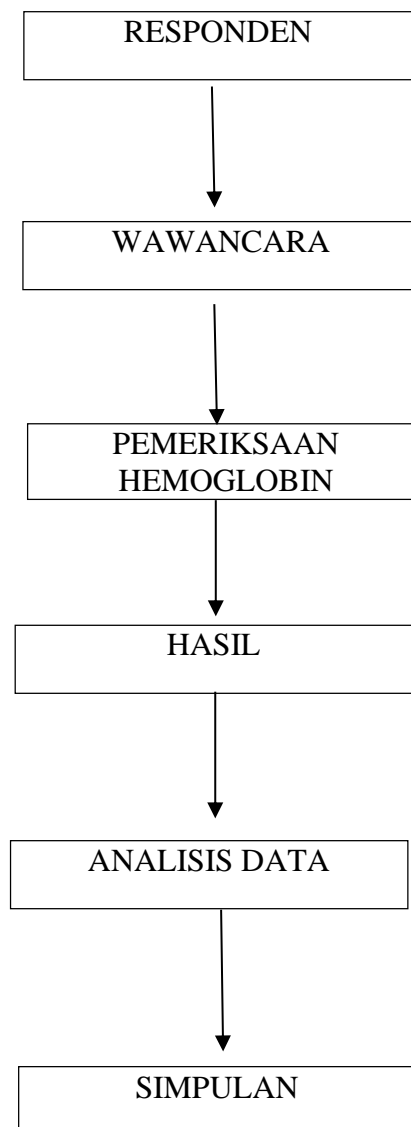 RESPONDEN
WAWANCARA
PEMERIKSAAN
HEMOGLOBIN
HASIL
ANALISIS DATA
SIMPULAN